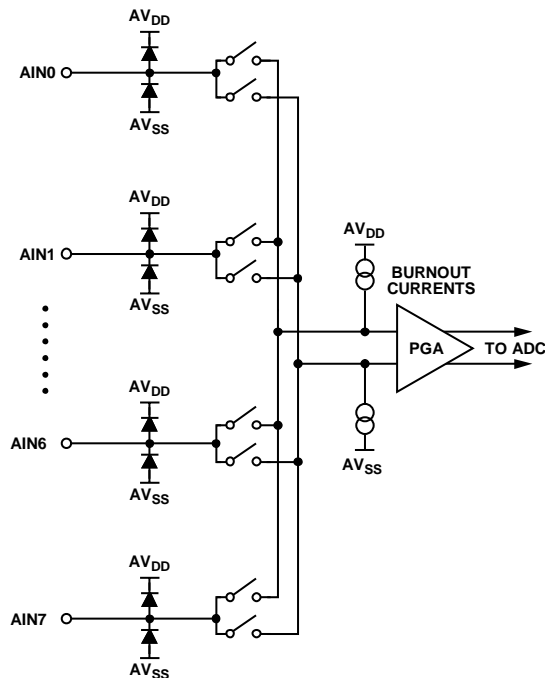 AVDD
AIN0
AVSS
AVDD
AIN1
AVSS
AVDD
BURNOUT
CURRENTS
PGA
TO ADC
AVDD
AIN6
AVSS
AVSS
AVDD
AIN7
AVSS